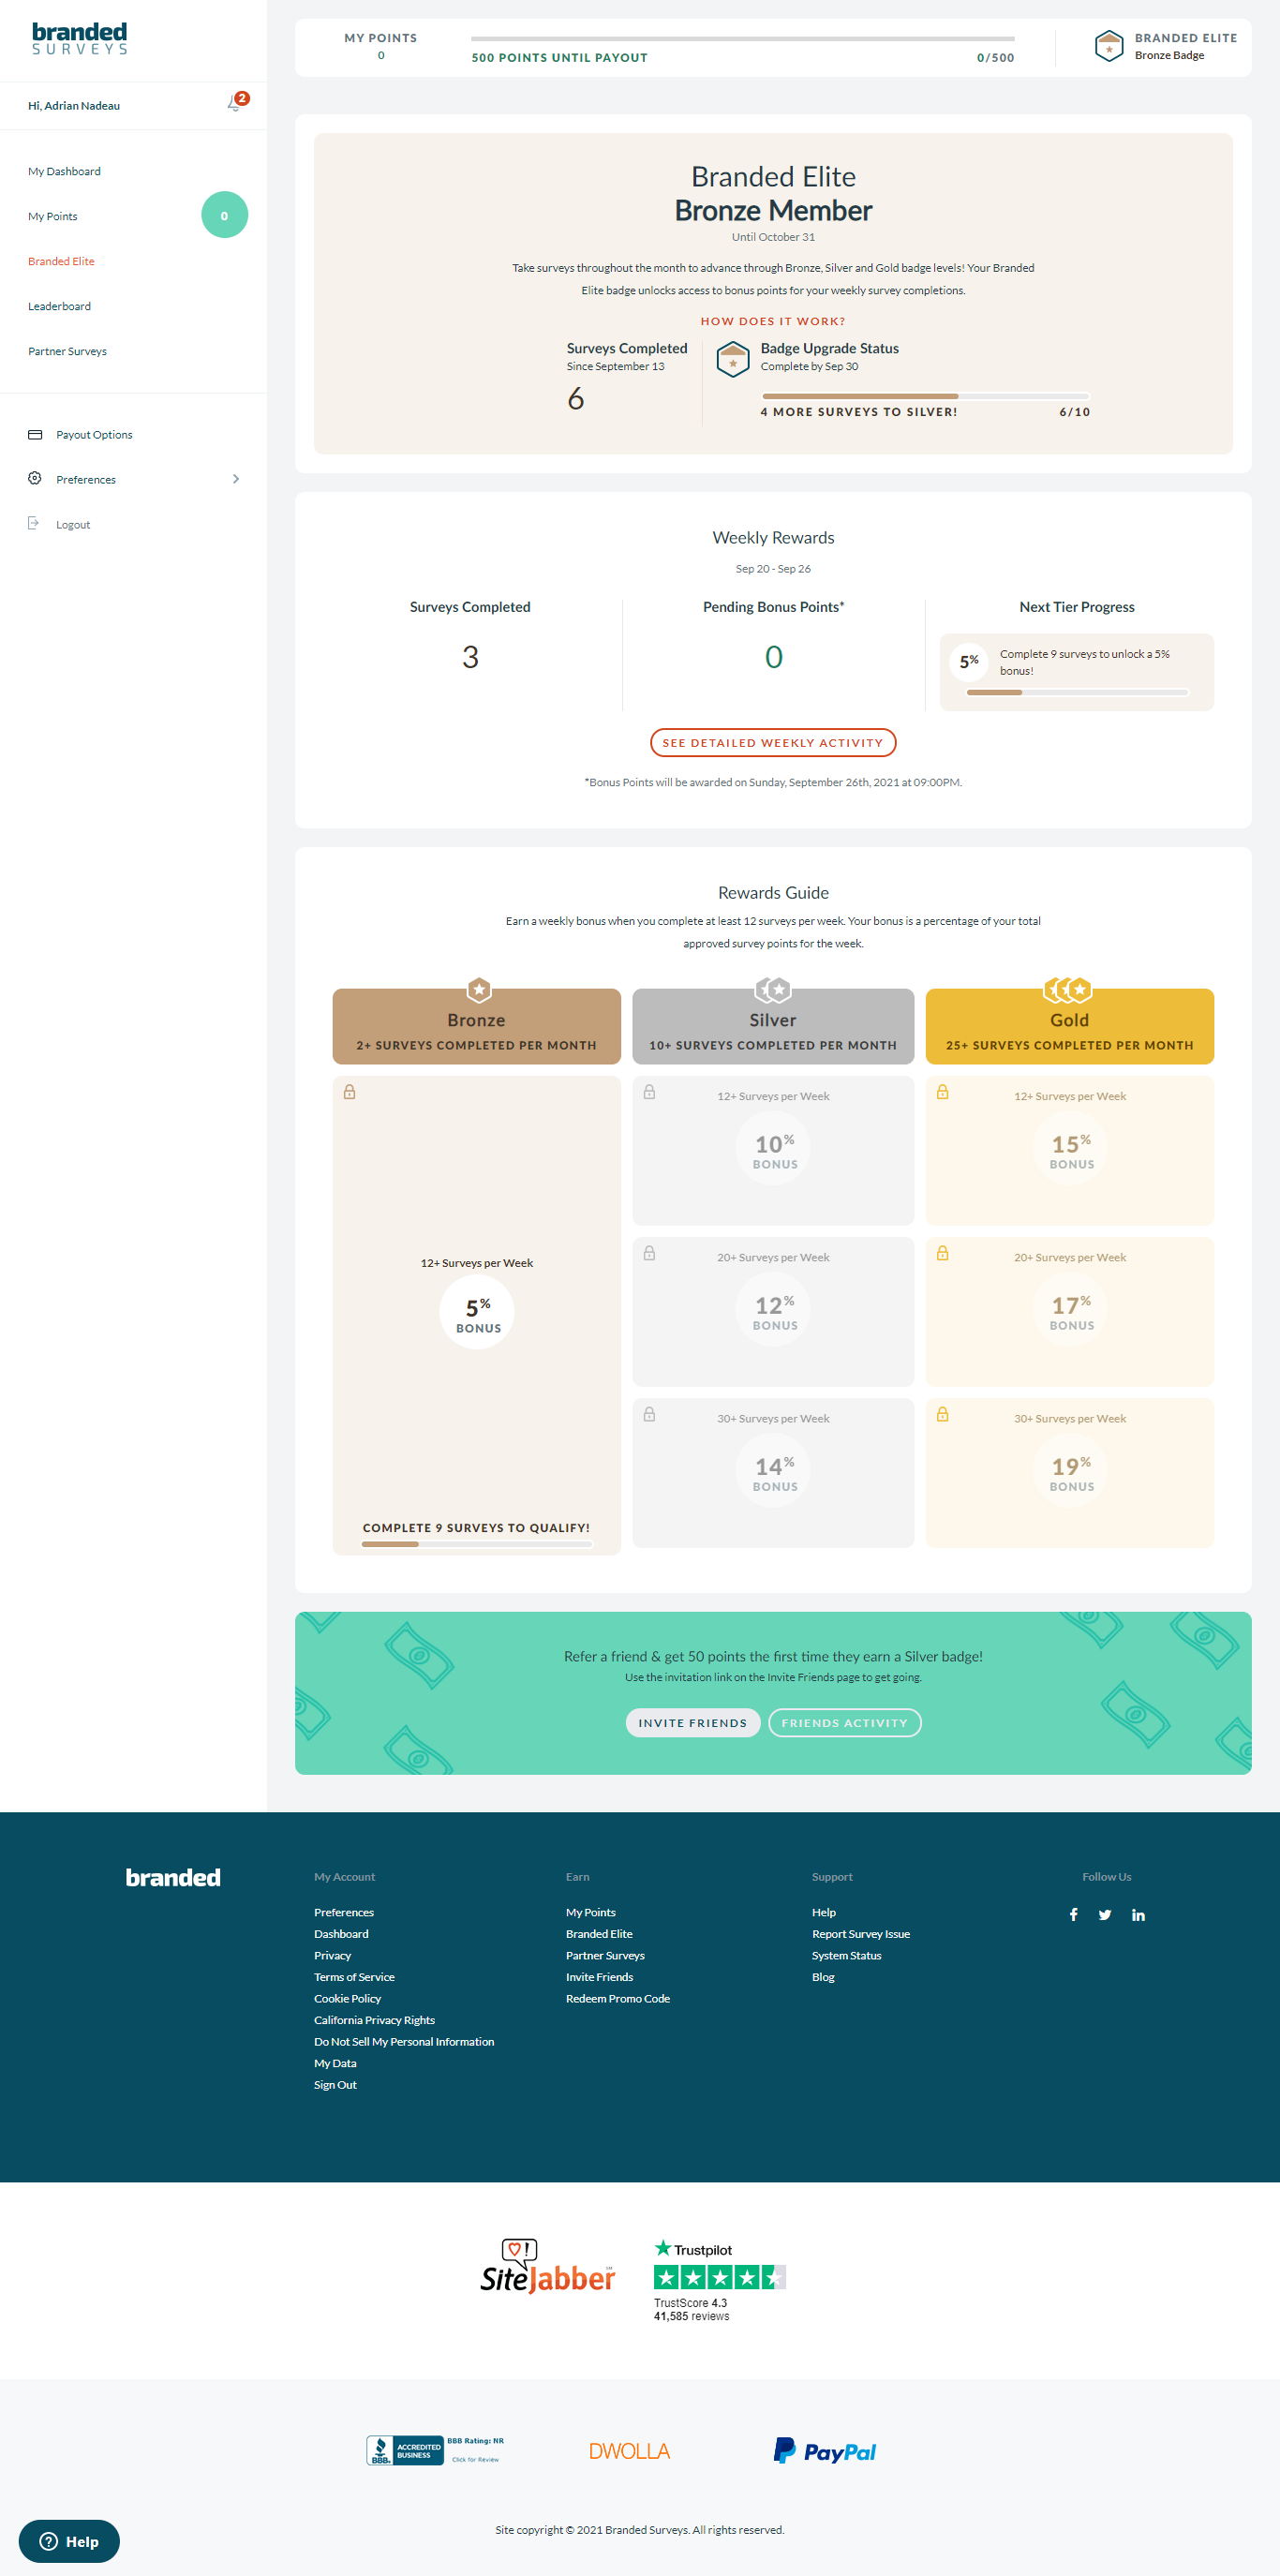 branded
SURVEYS
Hi, Adrian Nadeau
2
My Dashboard
My Points
0
Branded Elite
Leaderboard
Partner Surveys
Payout Options
Preferences
Logout
MY POINTS
0
500 POINTS UNTIL PAYOUT
0/500
BRANDED ELITE
Bronze Badge
Branded Elite
Bronze Member
Until October 31
Take surveys throughout the month to advance through Bronze, Silver and Gold badge levels! Your Branded
Elite badge unlocks access to bonus points for your weekly survey completions.
HOW DOES IT WORK?
Surveys Completed
Since September 13
6
Badge Upgrade Status
Complete by Sep 30
4 MORE SURVEYS TO SILVER!
6/10
Weekly Rewards
Sep 20 - Sep 26
Surveys Completed
3
Pending Bonus Points*
0
Next Tier Progress
5%
Complete 9 surveys to unlock a 5%
bonus!
SEE DETAILED WEEKLY ACTIVITY
*Bonus Points will be awarded on Sunday, September 26th, 2021 at 09:00PM.
Rewards Guide
Earn a weekly bonus when you complete at least 12 surveys per week. Your bonus is a percentage of your total
approved survey points for the week.
Bronze
2+ SURVEYS COMPLETED PER MONTH
12+ Surveys per Week
5%
BONUS
COMPLETE 9 SURVEYS TO QUALIFY!
Silver
10+ SURVEYS COMPLETED PER MONTH
12+ Surveys per Week
10%
BONUS
20+ Surveys per Week
12%
BONUS
30+ Surveys per Week
14%
BONUS
Gold
25+ SURVEYS COMPLETED PER MONTH
12+ Surveys per Week
15%
BONUS
20+ Surveys per Week
17%
BONUS
30+ Surveys per Week
19%
BONUS
Refer a friend & get 50 points the first time they earn a Silver badge!
Use the invitation link on the Invite Friends page to get going.
INVITE FRIENDS
FRIENDS ACTIVITY
branded
My Account
Preferences
Dashboard
Privacy
Terms of Service
Cookie Policy
California Privacy Rights
Do Not Sell My Personal Information
My Data
Sign Out
Earn
My Points
Branded Elite
Partner Surveys
Invite Friends
Redeem Promo Code
Support
Help
Report Survey Issue
System Status
Blog
Follow Us
SiteJabber
Trustpilot
TrustScore 4.3
41,585 reviews
BBB.
ACCREDITED
BUSINESS
BBB Rating: NR
Click for Review
DWOLLA
PayPal
Site copyright © 2021 Branded Surveys. All rights reserved.
Help